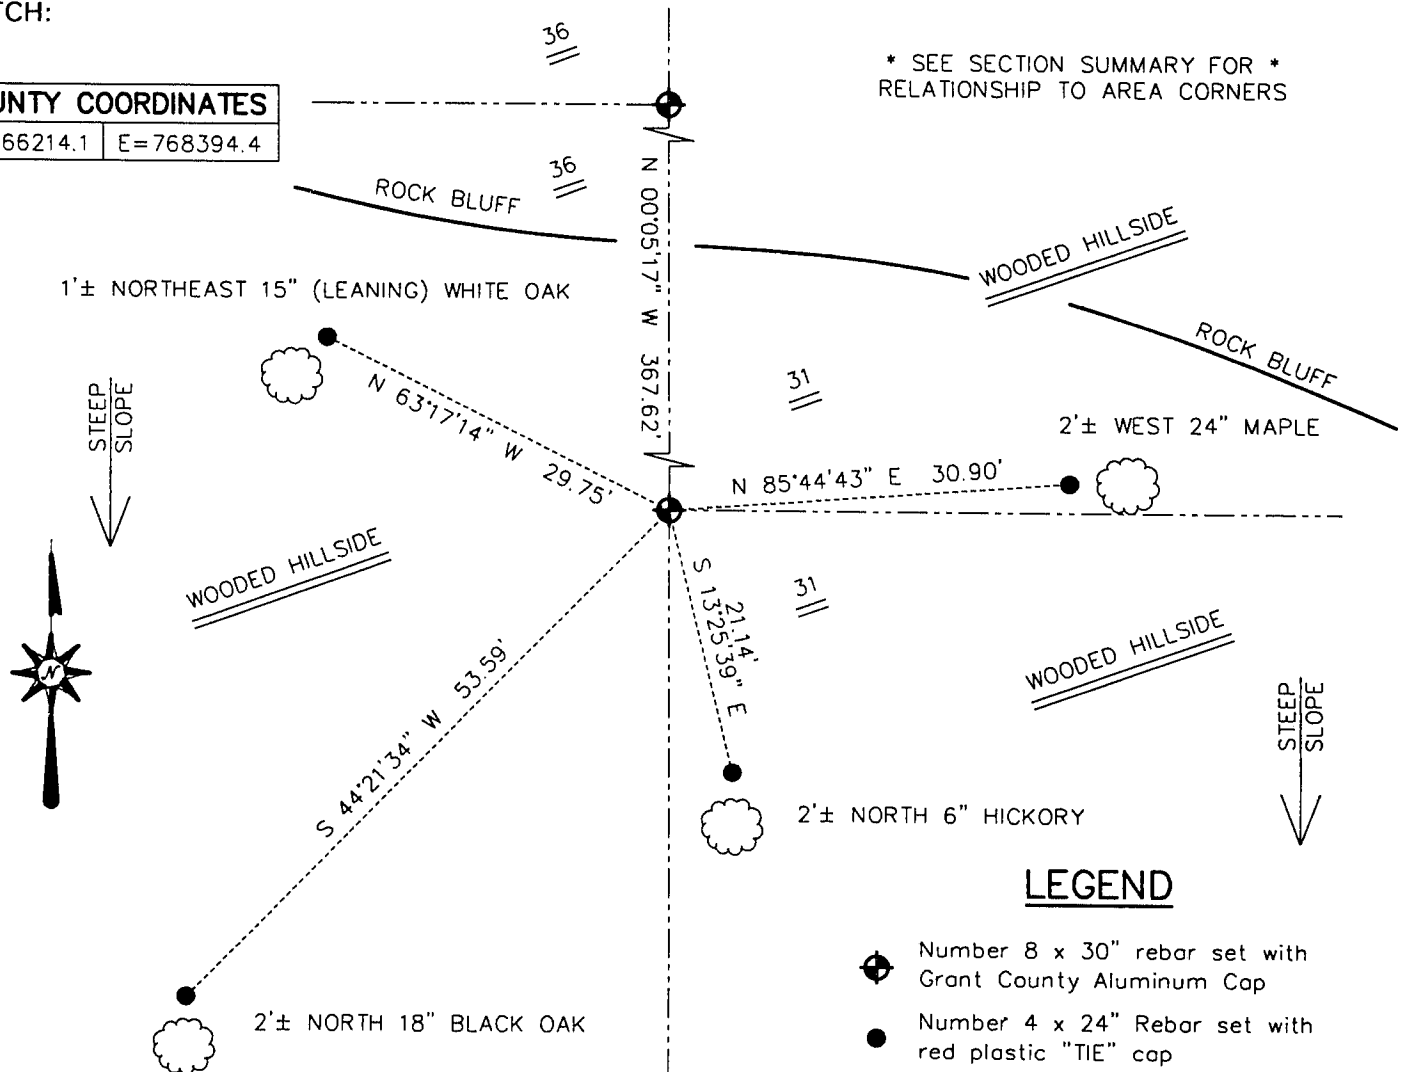 TCH:
36
* SEE SECTION SUMMARY FOR *
RELATIONSHIP TO AREA CORNERS
UNTY COORDINATES
66214.1 E=768394.4
36
ROCK BLUFF
N 00°05'17" W 367.62'
WOODED HILLSIDE
1'± NORTHEAST 15" (LEANING) WHITE OAK
ROCK BLUFF
STEEP
SLOPE
N 63°17'14" W 29.75'
31
2'± WEST 24" MAPLE
N 85°44'43" E 30.90'
WOODED HILLSIDE
31
S 13°25'39" E
21.14'
WOODED HILLSIDE
N
S 44°21'34" W 53.59'
STEEP
SLOPE
2'± NORTH 6" HICKORY
2'± NORTH 18" BLACK OAK
LEGEND
Number 8 x 30" rebar set with
Grant County Aluminum Cap
Number 4 x 24" Rebar set with
red plastic "TIE" cap